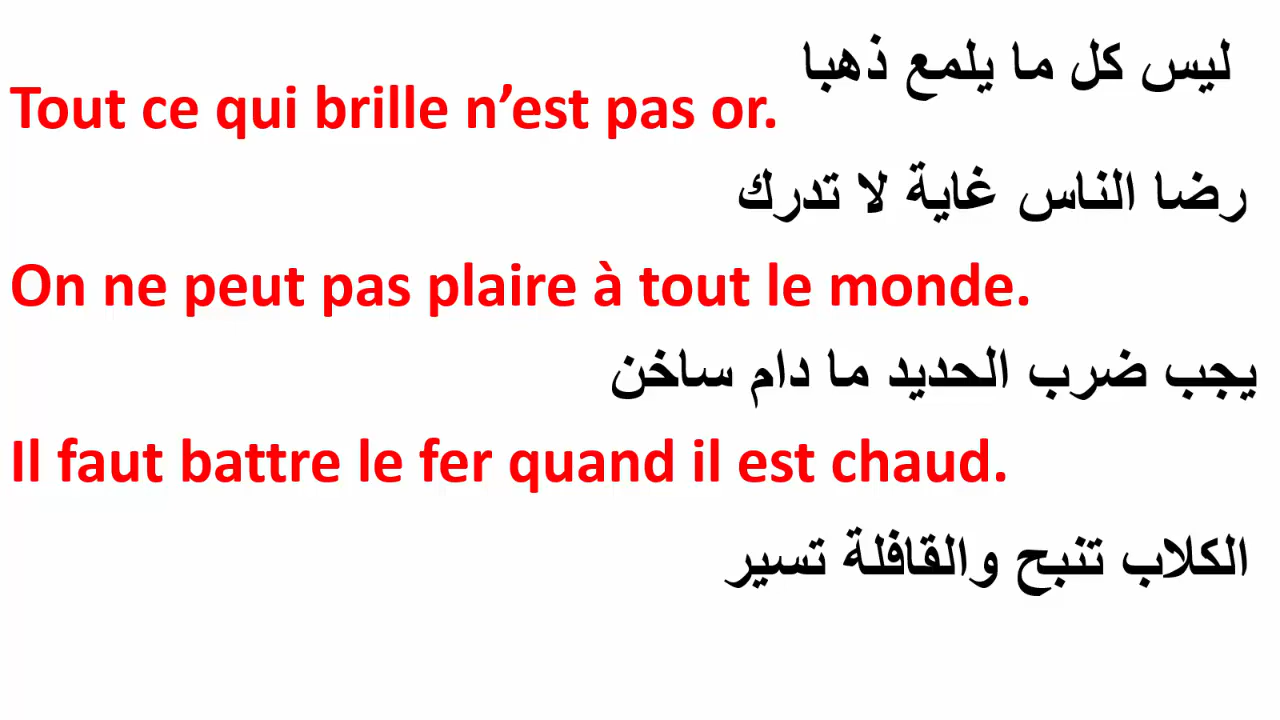 ليس كل ما يلمع ذهبا
Tout ce qui brille n’est pas or.
رضا الناس غاية لا تدرك
On ne peut pas plaire à tout le monde.
يجب ضرب الحديد ما دام ساخن
Il faut battre le fer quand il est chaud.
الكلاب تنبح والقافلة تسير